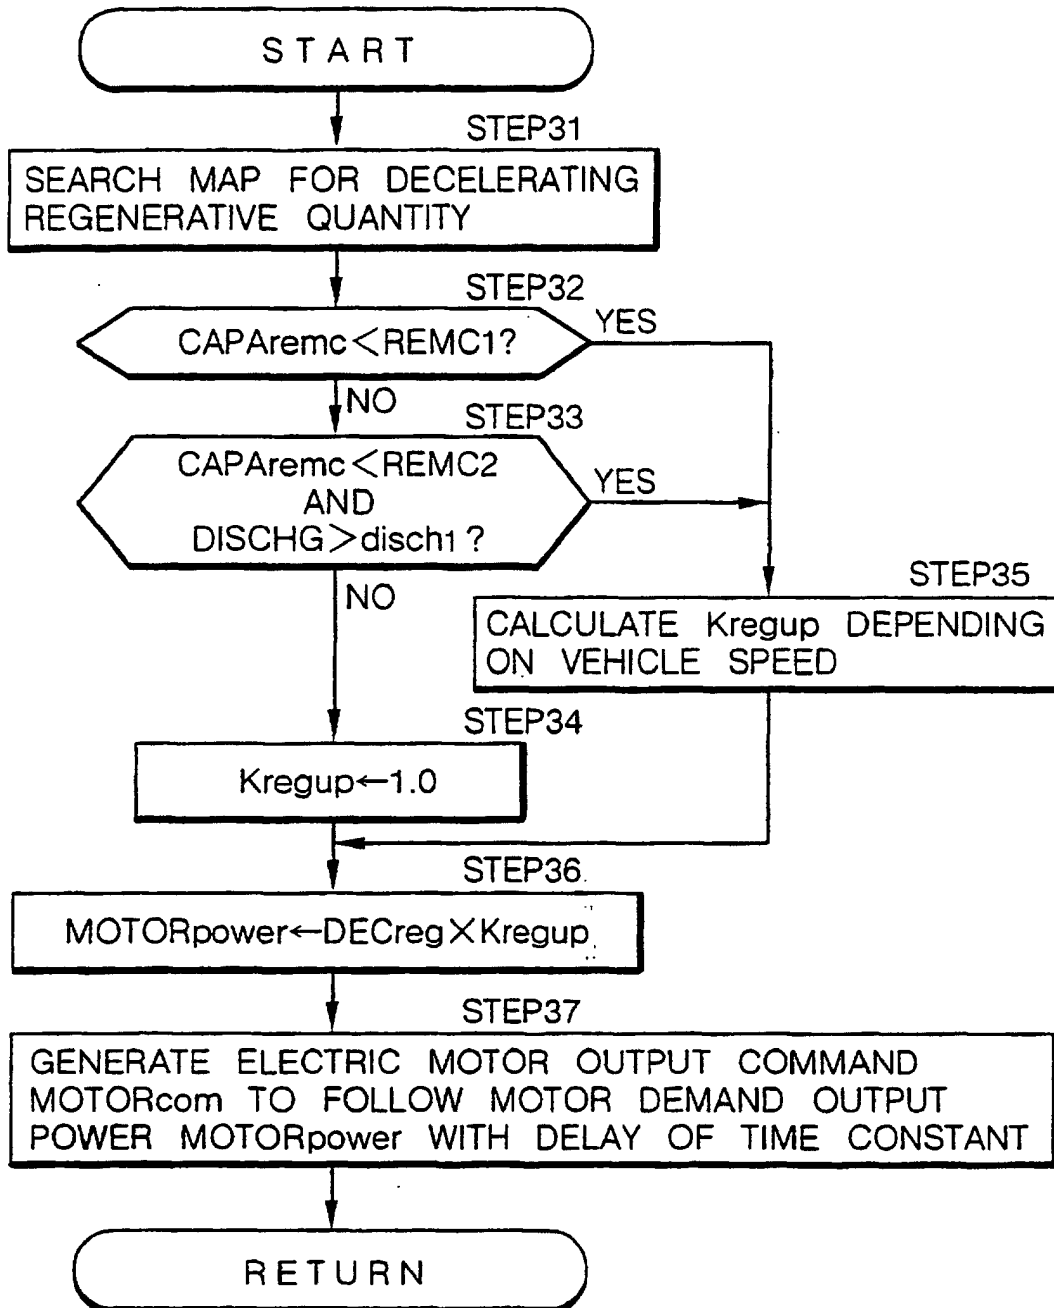 START
STEP31
SEARCH MAP FOR DECELERATING
REGENERATIVE QUANTITY
STEP32
CAPAremc<REMC1?
YES
NO
STEP33
CAPAremc<REMC2
AND
DISCHG>disch1?
YES
NO
STEP35
CALCULATE Kregup DEPENDING
ON VEHICLE SPEED
STEP34
Kregup←1.0
STEP36
MOTORpower←DECreg×Kregup
STEP37
GENERATE ELECTRIC MOTOR OUTPUT COMMAND
MOTORcom TO FOLLOW MOTOR DEMAND OUTPUT
POWER MOTORpower WITH DELAY OF TIME CONSTANT
RETURN